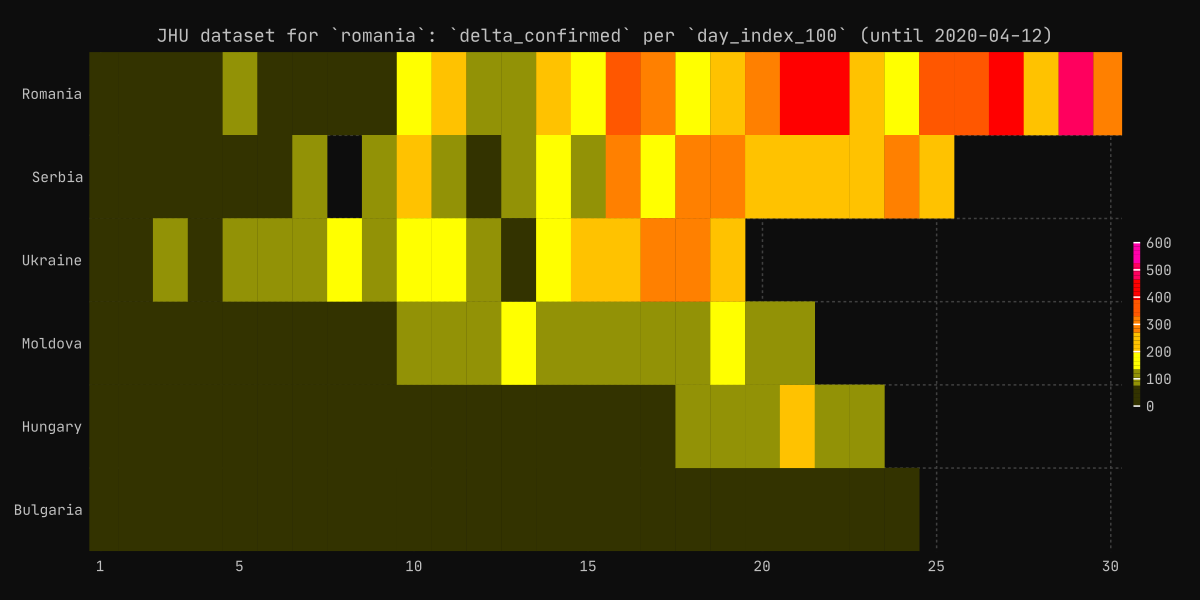 JHU dataset for `romania`: `delta_confirmed` per `day_index_100` (until 2020-04-12)
Romania
Serbia
Ukraine
Moldova
Hungary
Bulgaria
600
500
400
300
200
100
0
1 5 10 15 20 25 30